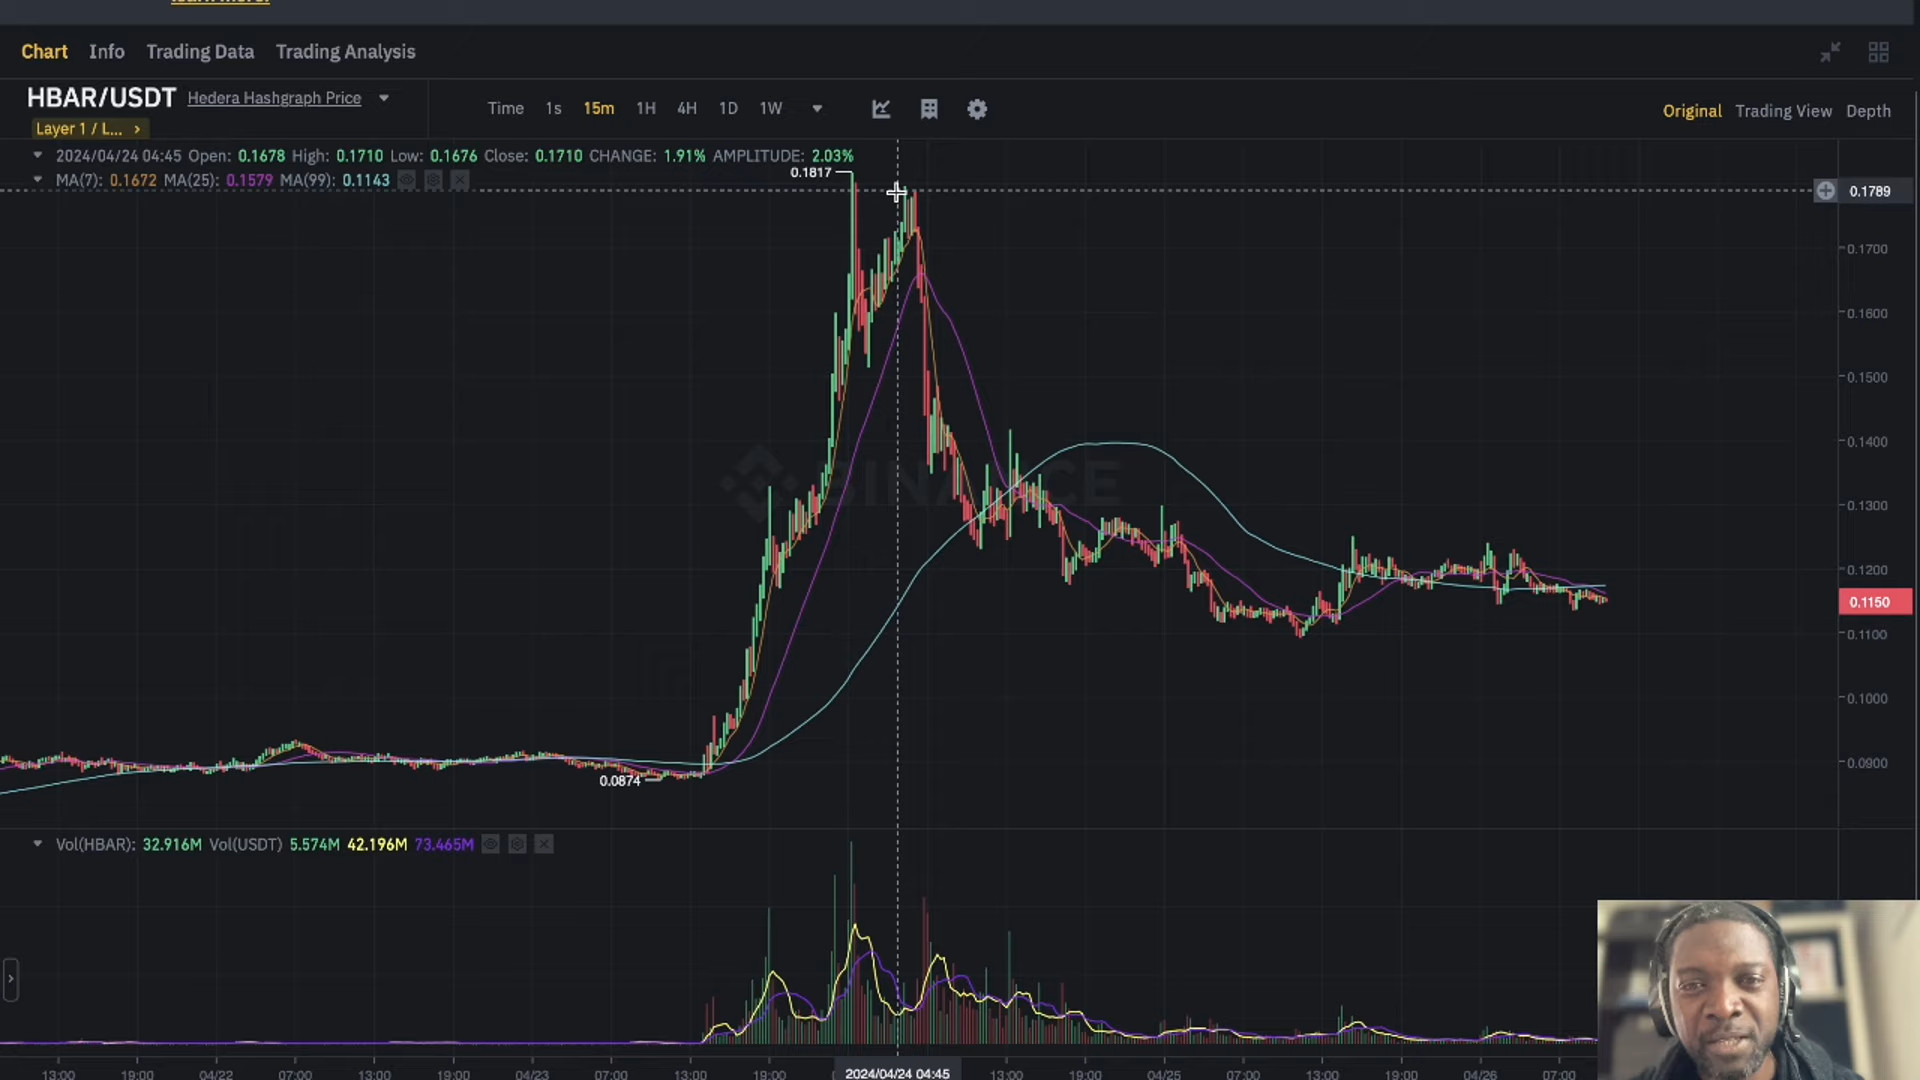 learn more.
Chart Info Trading Data Trading Analysis
HBAR/USDT Hedera Hashgraph Price
Layer 1 / L... >
Time 1s 15m 1H 4H 1D 1W
Original Trading View Depth
2024/04/24 04:45 Open: 0.1678 High: 0.1710 Low: 0.1676 Close: 0.1710 CHANGE: 1.91% AMPLITUDE: 2.03%
MA(7): 0.1672 MA(25): 0.1579 MA(99): 0.1143
0.1817
0.1789
0.1700
0.1600
0.1500
0.1400
BINANCE
0.1300
0.1200
0.1150
0.1100
0.1000
0.0900
0.0874
Vol(HBAR): 32.916M Vol(USDT) 5.574M 42.196M 73.465M
13:00 19:00 04/22 07:00 13:00 19:00 04/23 07:00 13:00 19:00 2024/04/24 04:45 13:00 19:00 04/25 07:00 13:00 19:00 04/26 07:00